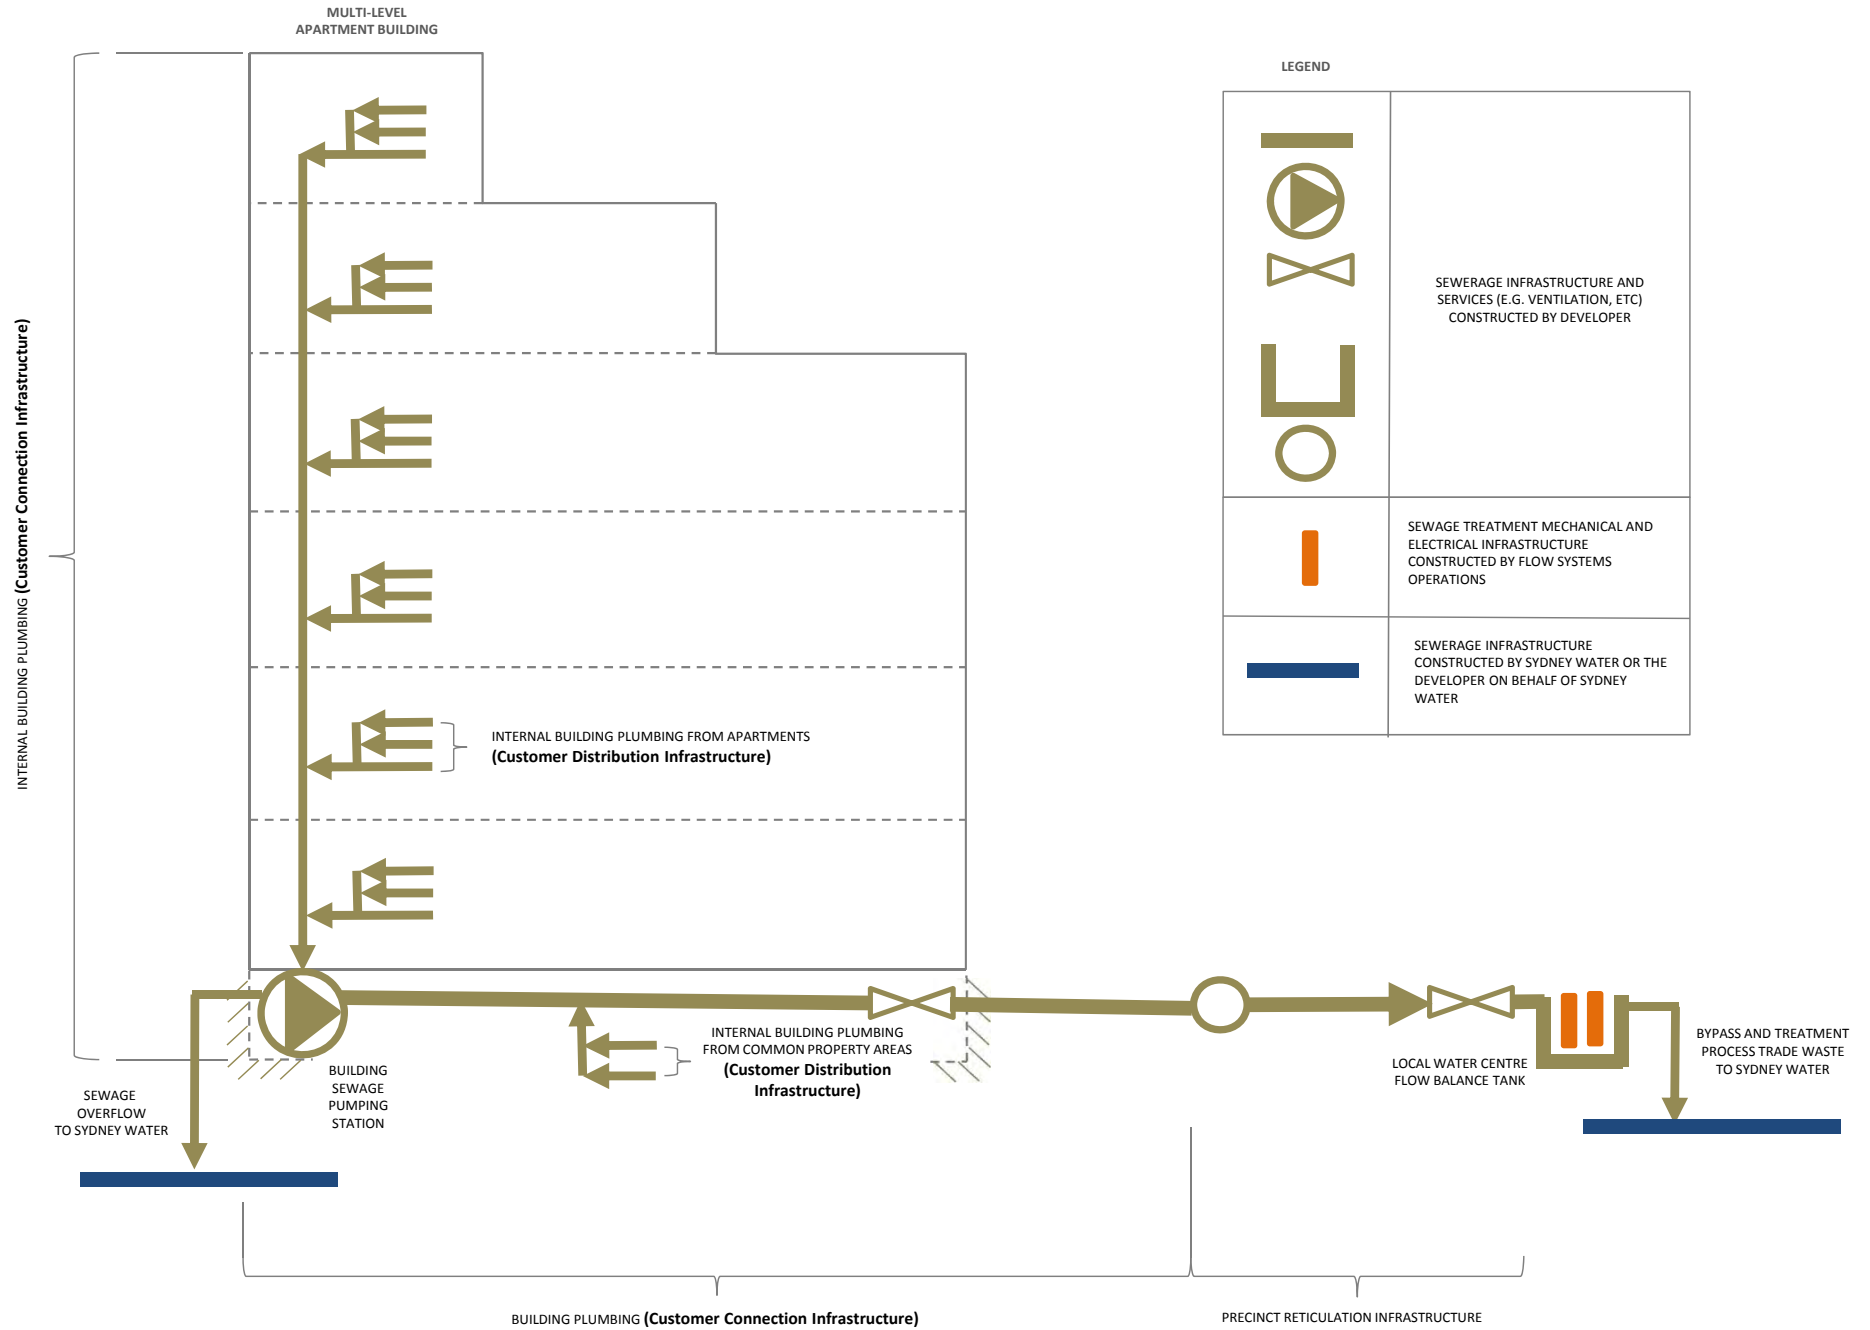 MULTI-LEVEL
APARTMENT BUILDING
LEGEND
SEWERAGE INFRASTRUCTURE AND
SERVICES (E.G. VENTILATION, ETC)
CONSTRUCTED BY DEVELOPER
SEWAGE TREATMENT MECHANICAL AND
ELECTRICAL INFRASTRUCTURE
CONSTRUCTED BY FLOW SYSTEMS
OPERATIONS
SEWERAGE INFRASTRUCTURE
CONSTRUCTED BY SYDNEY WATER OR THE
DEVELOPER ON BEHALF OF SYDNEY
WATER
INTERNAL BUILDING PLUMBING (Customer Connection Infrastructure)
INTERNAL BUILDING PLUMBING FROM APARTMENTS
(Customer Distribution Infrastructure)
SEWAGE
OVERFLOW
TO SYDNEY WATER
BUILDING
SEWAGE
PUMPING
STATION
INTERNAL BUILDING PLUMBING
FROM COMMON PROPERTY AREAS
(Customer Distribution
Infrastructure)
LOCAL WATER CENTRE
FLOW BALANCE TANK
BYPASS AND TREATMENT
PROCESS TRADE WASTE
TO SYDNEY WATER
BUILDING PLUMBING (Customer Connection Infrastructure)
PRECINCT RETICULATION INFRASTRUCTURE